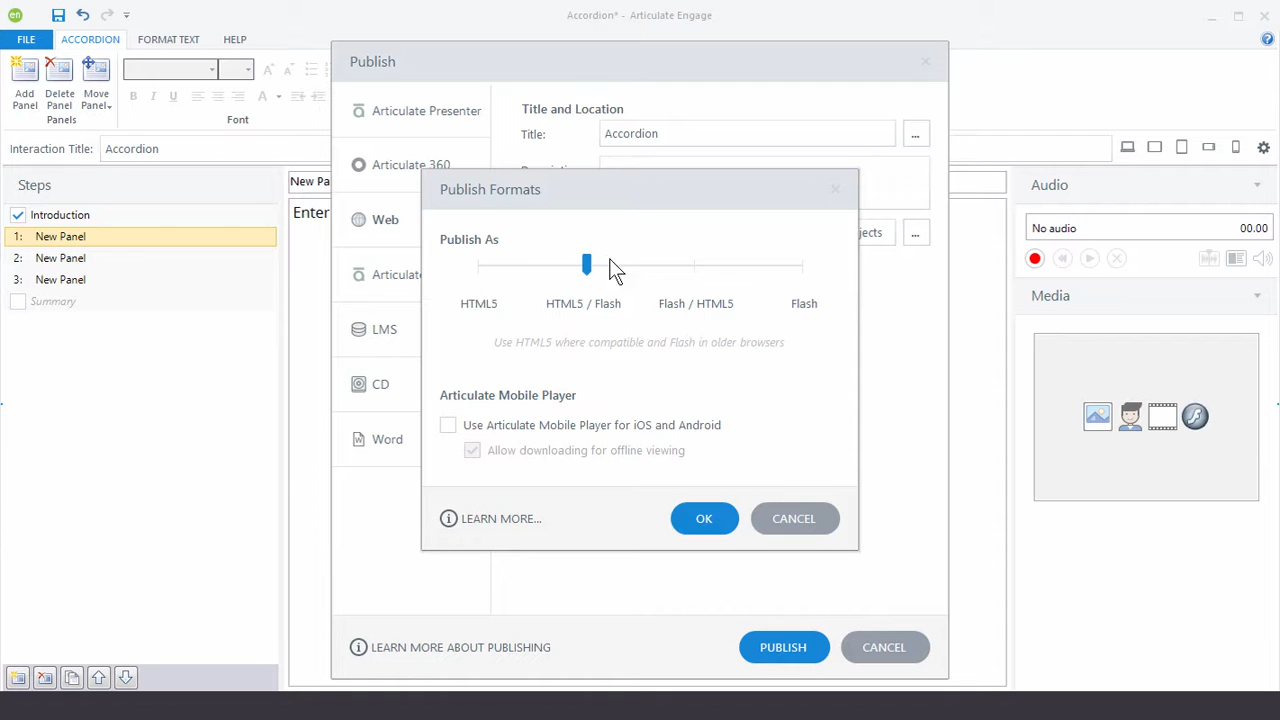 en
Accordion* - Articulate Engage
FILE
ACCORDION
FORMAT TEXT
HELP
Add
Panel
Delete
Panel
Move
Panel
Panels
B I U
A
A
A
Font
Interaction Title:
Accordion
Steps
Introduction
1: New Panel
2: New Panel
3: New Panel
Summary
New Pa
Enter
Publish
Articulate Presenter
Articulate 360
Web
Articulate
LMS
CD
Word
Title and Location
Title:
Accordion
...
jects
...
Publish Formats
Publish As
HTML5
HTML5 / Flash
Flash / HTML5
Flash
Use HTML5 where compatible and Flash in older browsers
Articulate Mobile Player
Use Articulate Mobile Player for iOS and Android
Allow downloading for offline viewing
LEARN MORE...
OK
CANCEL
LEARN MORE ABOUT PUBLISHING
PUBLISH
CANCEL
Audio
No audio
00.00
Media